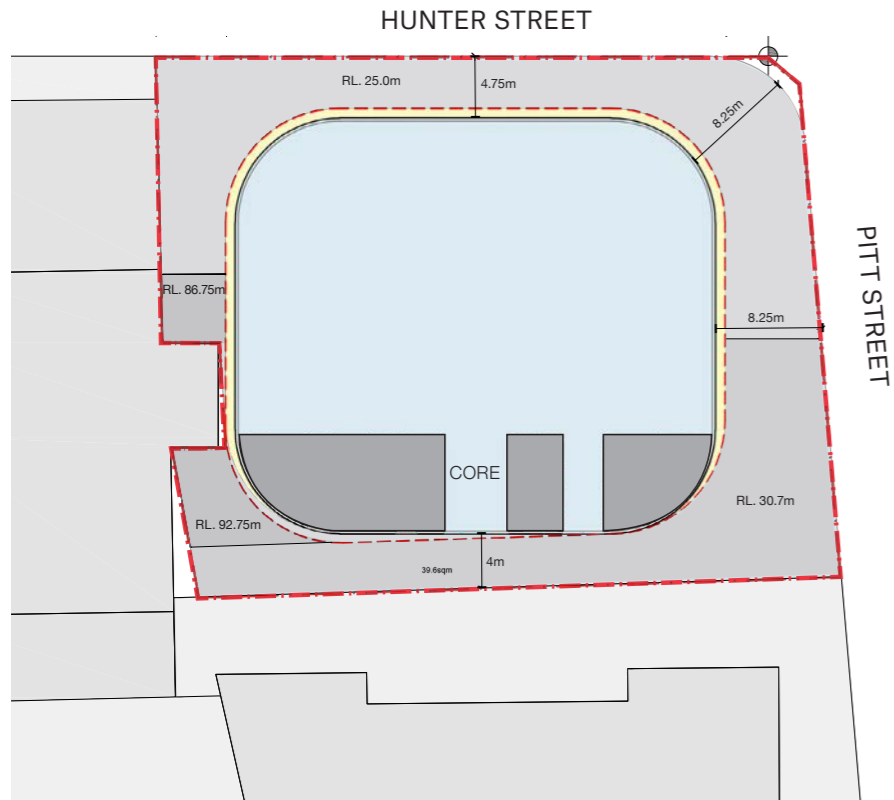 HUNTER STREET
RL. 25.0m
4.75m
8.25m
PITT STREET
RL. 86.75m
8.25m
CORE
RL. 30.7m
RL. 92.75m
4m
39.6sqm